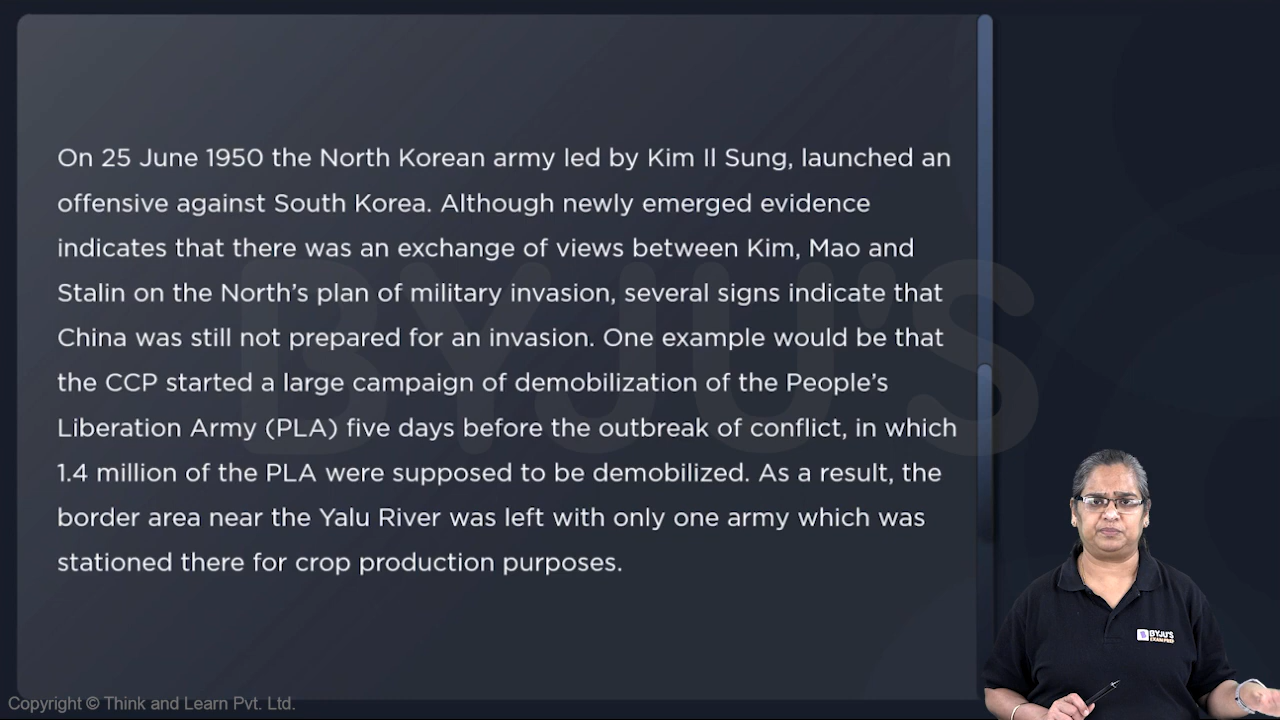 On 25 June 1950 the North Korean army led by Kim Il Sung, launched an
offensive against South Korea. Although newly emerged evidence
indicates that there was an exchange of views between Kim, Mao and
Stalin on the North's plan of military invasion, several signs indicate that
China was still not prepared for an invasion. One example would be that
the CCP started a large campaign of demobilization of the People's
Liberation Army (PLA) five days before the outbreak of conflict, in which
1.4 million of the PLA were supposed to be demobilized. As a result, the
border area near the Yalu River was left with only one army which was
stationed there for crop production purposes.
BYJU'S
BYJU'S
EXAM PREP
Copyright © Think and Learn Pvt. Ltd.